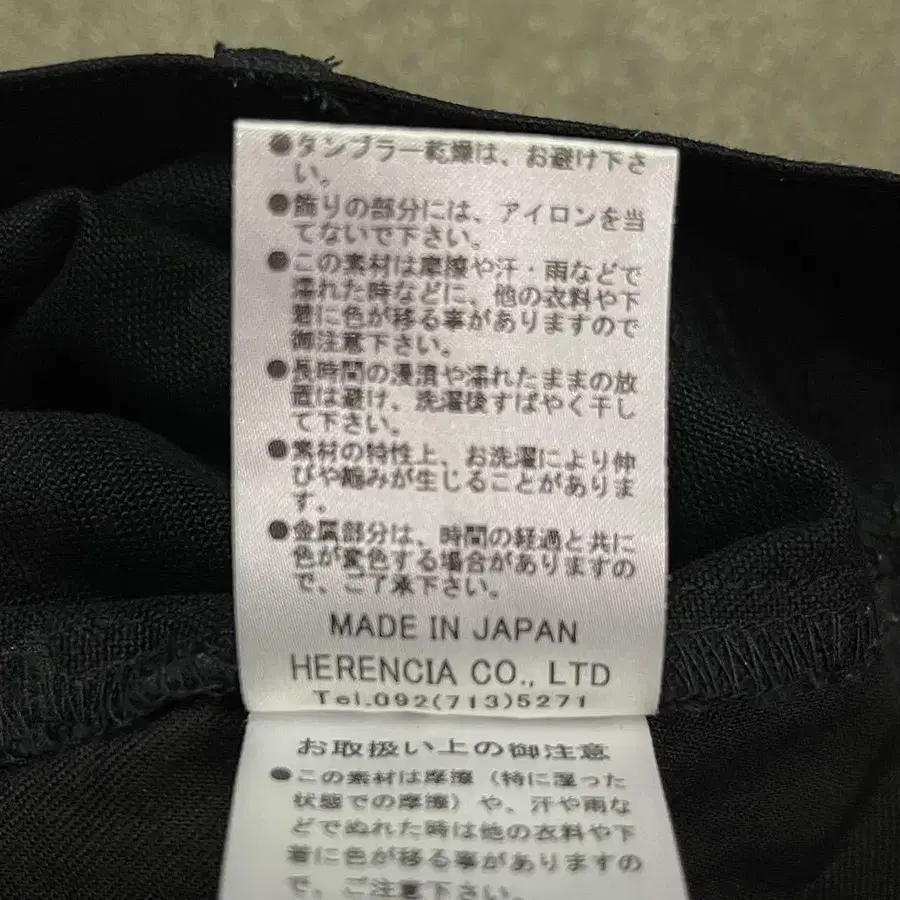 ●タンブラー乾燥は、お避け下さ
い。
●飾りの部分には、アイロンを当
てないで下さい。
●この素材は摩擦や汗・雨などで
濡れた時などに、他の衣料や下
着に色が移る事がありますので
御注意下さい。
●長時間の浸漬や濡れたままの放
置は避け、洗濯後すばやく干し
て下さい。
●素材の特性上、お洗濯により伸
びや縮みが生じることがありま
す。
●金属部分は、時間の経過と共に
色が変色する場合がありますの
で、ご了承下さい。
MADE IN JAPAN
HERENCIA CO., LTD
Tel.092(713)5271
お取扱い上の御注意
●この素材は摩擦（特に湿った
状態での摩擦）や、汗や雨な
どでぬれた時は他の衣料や下
着に色が移る事がありますの
で、ご注意下さい。